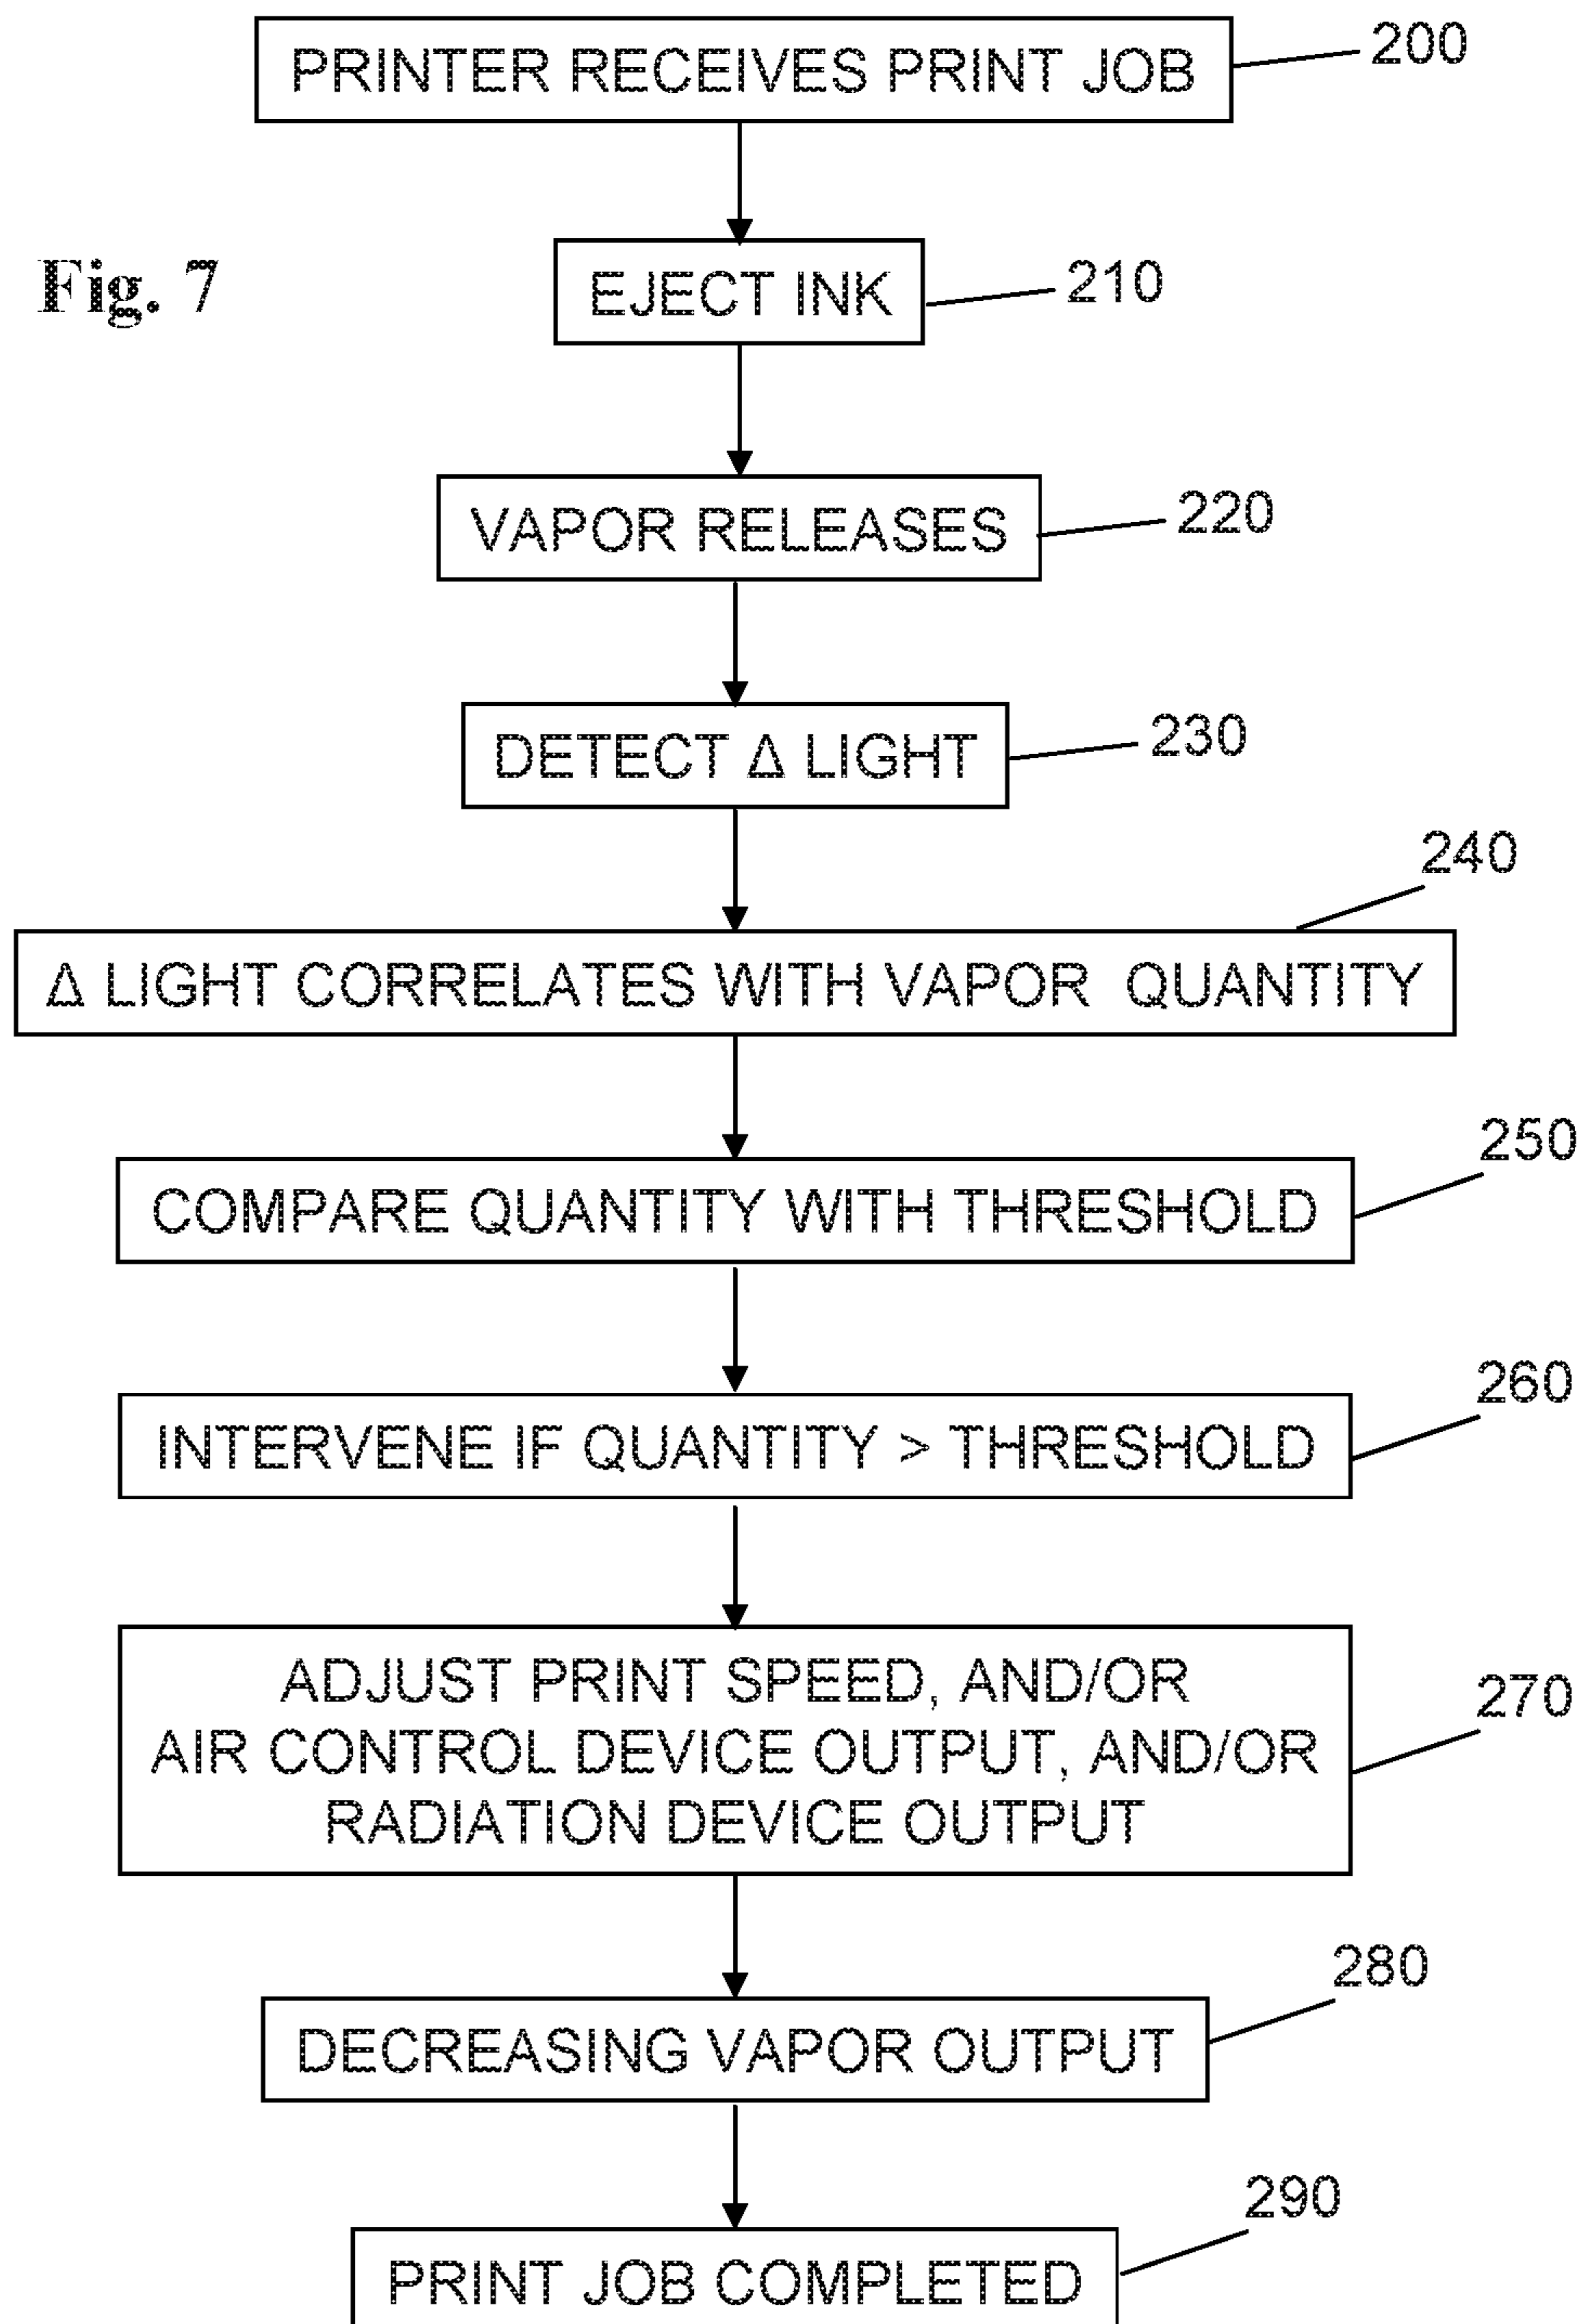 PRINTER RECEIVES PRINT JOB
200
Fig. 7
EJECT INK
210
VAPOR RELEASES
220
DETECT Δ LIGHT
230
240
Δ LIGHT CORRELATES WITH VAPOR QUANTITY
250
COMPARE QUANTITY WITH THRESHOLD
260
INTERVENE IF QUANTITY > THRESHOLD
ADJUST PRINT SPEED, AND/OR
AIR CONTROL DEVICE OUTPUT, AND/OR
RADIATION DEVICE OUTPUT
270
280
DECREASING VAPOR OUTPUT
290
PRINT JOB COMPLETED